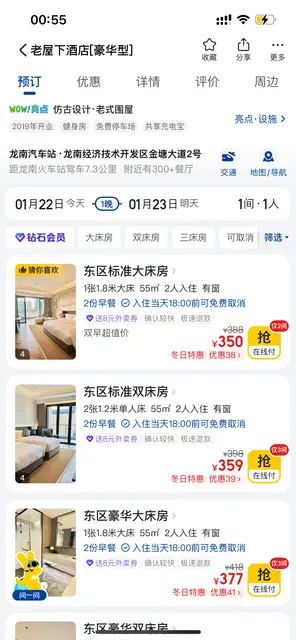 00:55
老屋下酒店[豪华型]
收藏
分享
更多
预订
优惠
详情
评价
周边
WOW!亮点 仿古设计·老式围屋
2019年开业 健身房 免费停车场 共享充电宝
亮点·设施
龙南汽车站·龙南经济技术开发区金塘大道2号
距龙南火车站驾车7.3公里 附近有300+餐厅
交通
地图/导航
01月22日 今天 1晚 01月23日 明天 1间·1人
钻石会员 大床房 双床房 三床房 可取消 筛选
猜你喜欢
4
东区标准大床房
1张1.8米大床 55㎡ 2人入住 有窗
2份早餐 入住当天18:00前可免费取消
送8元外卖券 确认较快 极速退款
双早超值价
¥388
¥350
冬日特惠 优惠38
仅2间
抢
在线付
4
东区标准双床房
2张1.2米单人床 55㎡ 2人入住 有窗
2份早餐 入住当天18:00前可免费取消
送8元外卖券 确认较快 极速退款
¥398
¥359
冬日特惠 优惠39
仅3间
抢
在线付
问一问
东区豪华大床房
1张1.8米大床 55㎡ 2人入住 有窗
2份早餐 入住当天18:00前可免费取消
送8元外卖券 确认较快 极速退款
¥418
¥377
冬日特惠 优惠41
仅3间
抢
在线付
东区豪华双床房